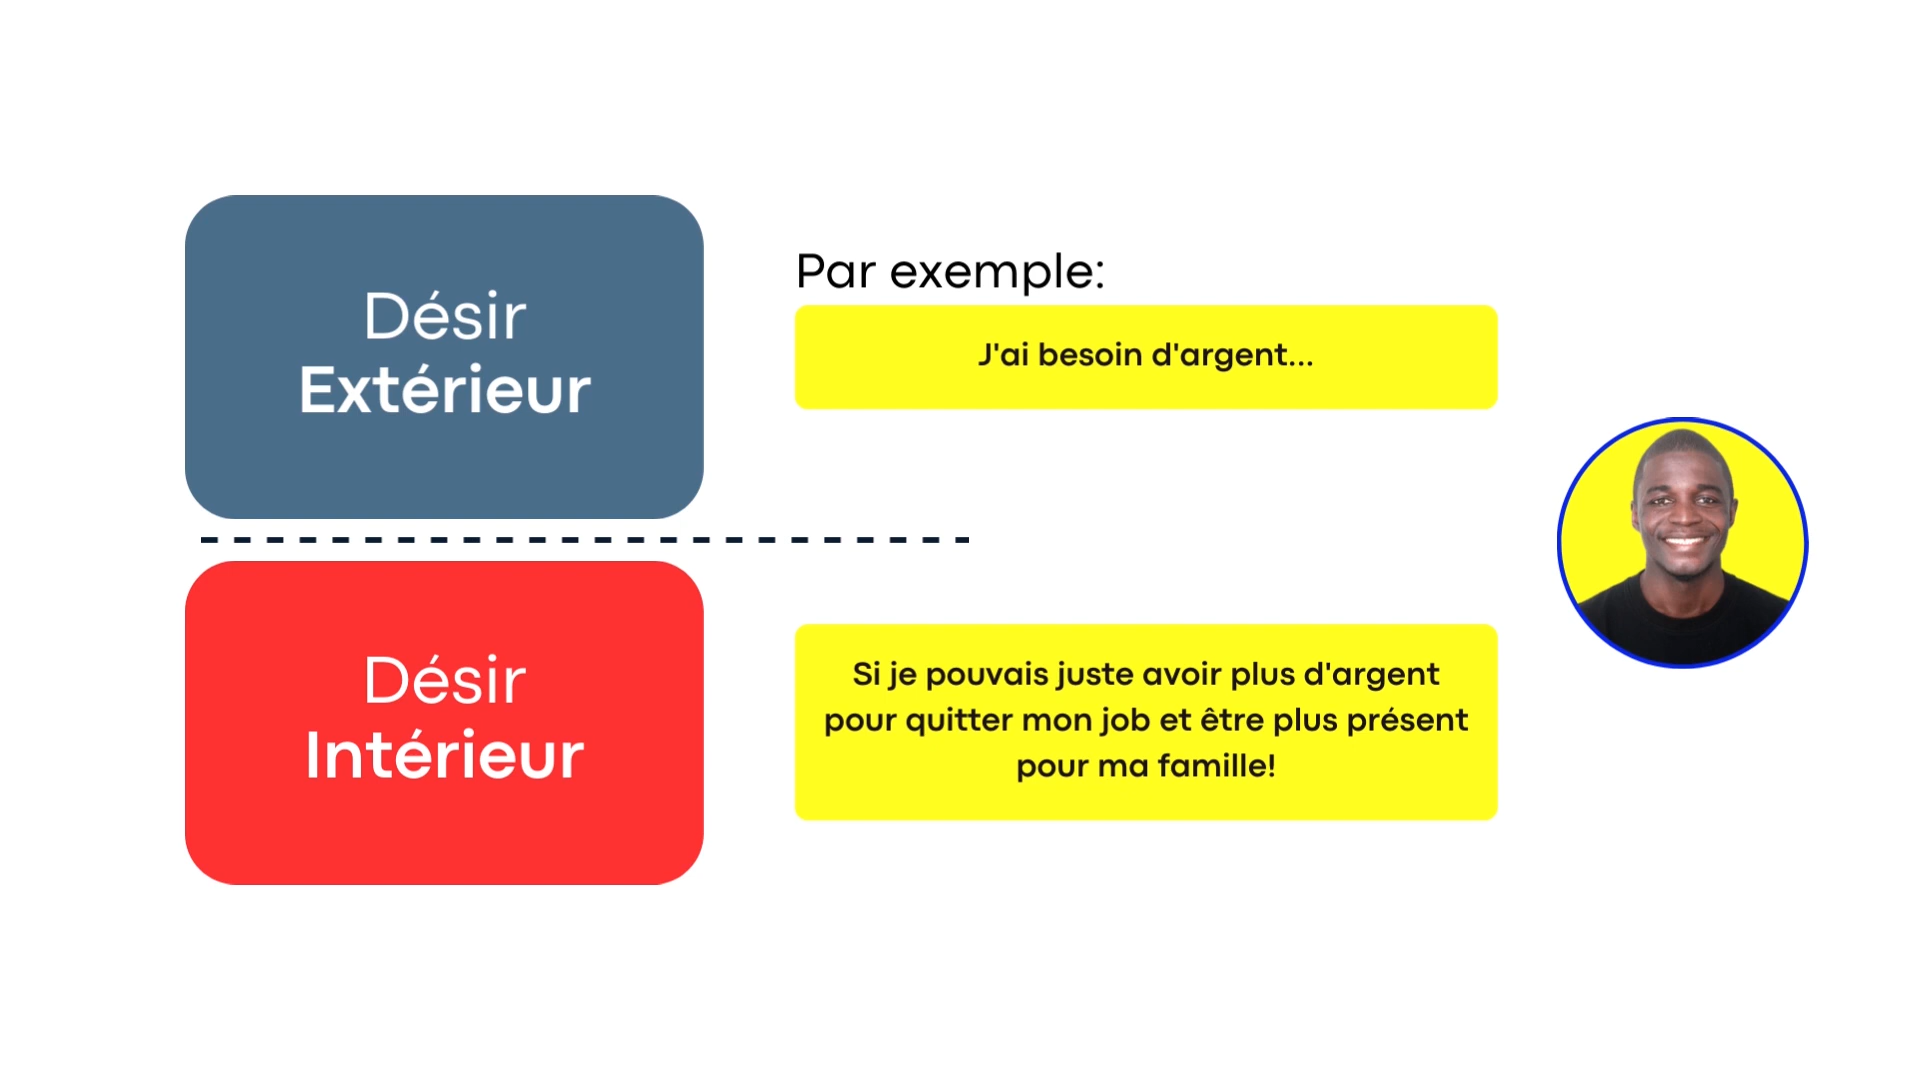 Désir
Extérieur
Par exemple:
J'ai besoin d'argent...
Désir
Intérieur
Si je pouvais juste avoir plus d'argent
pour quitter mon job et être plus présent
pour ma famille!